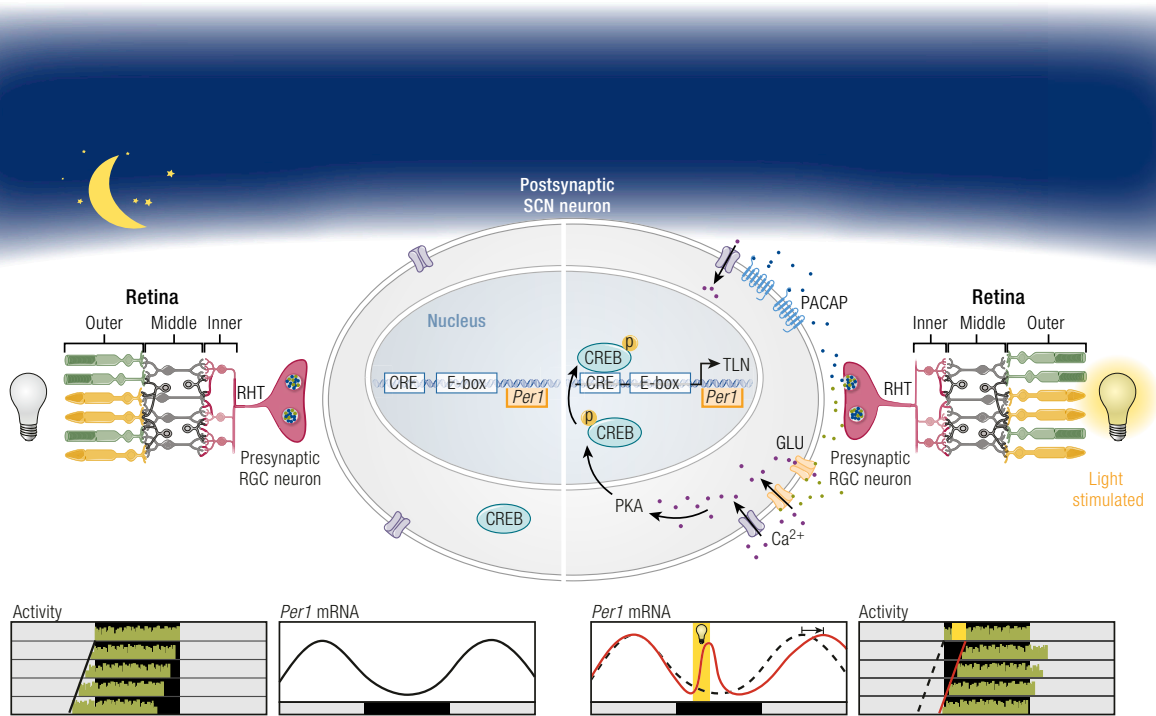 Postsynaptic
SCN neuron
Retina
Outer Middle Inner
RHT
Presynaptic
RGC neuron
Nucleus
CRE E-box Per1
CREB
CREB p
CRE E-box Per1
TLN
p CREB
PKA
Ca2+
GLU
PACAP
Retina
Inner Middle Outer
RHT
Presynaptic
RGC neuron
Light
stimulated
Activity
Per1 mRNA
Per1 mRNA
Activity